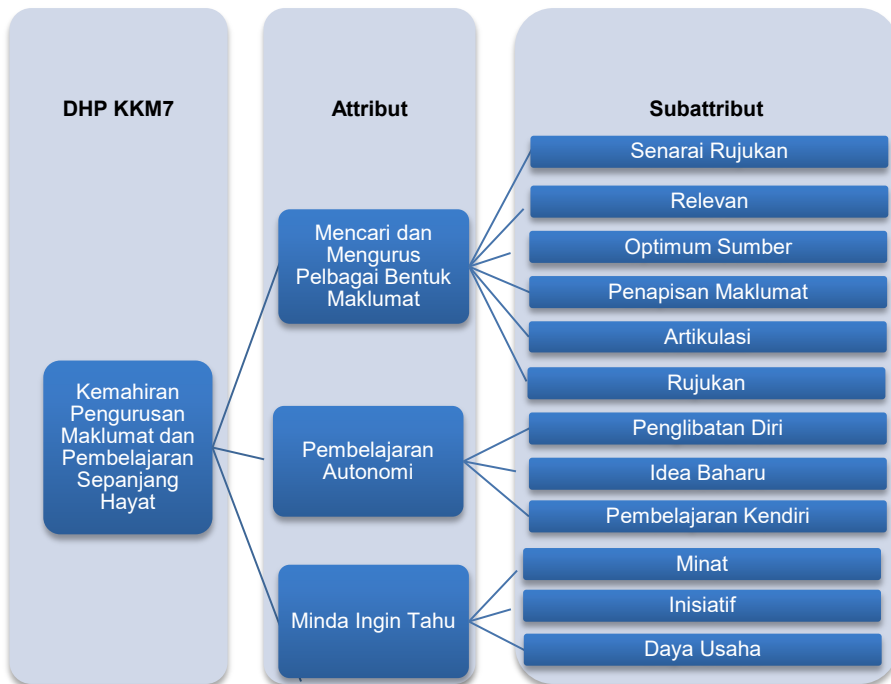 DHP KKM7
Attribut
Subattribut
Kemahiran
Pengurusan
Maklumat dan
Pembelajaran
Sepanjang
Hayat
Mencari dan
Mengurus
Pelbagai Bentuk
Maklumat
Senarai Rujukan
Relevan
Optimum Sumber
Penapisan Maklumat
Artikulasi
Rujukan
Pembelajaran
Autonomi
Penglibatan Diri
Idea Baharu
Pembelajaran Kendiri
Minda Ingin Tahu
Minat
Inisiatif
Daya Usaha